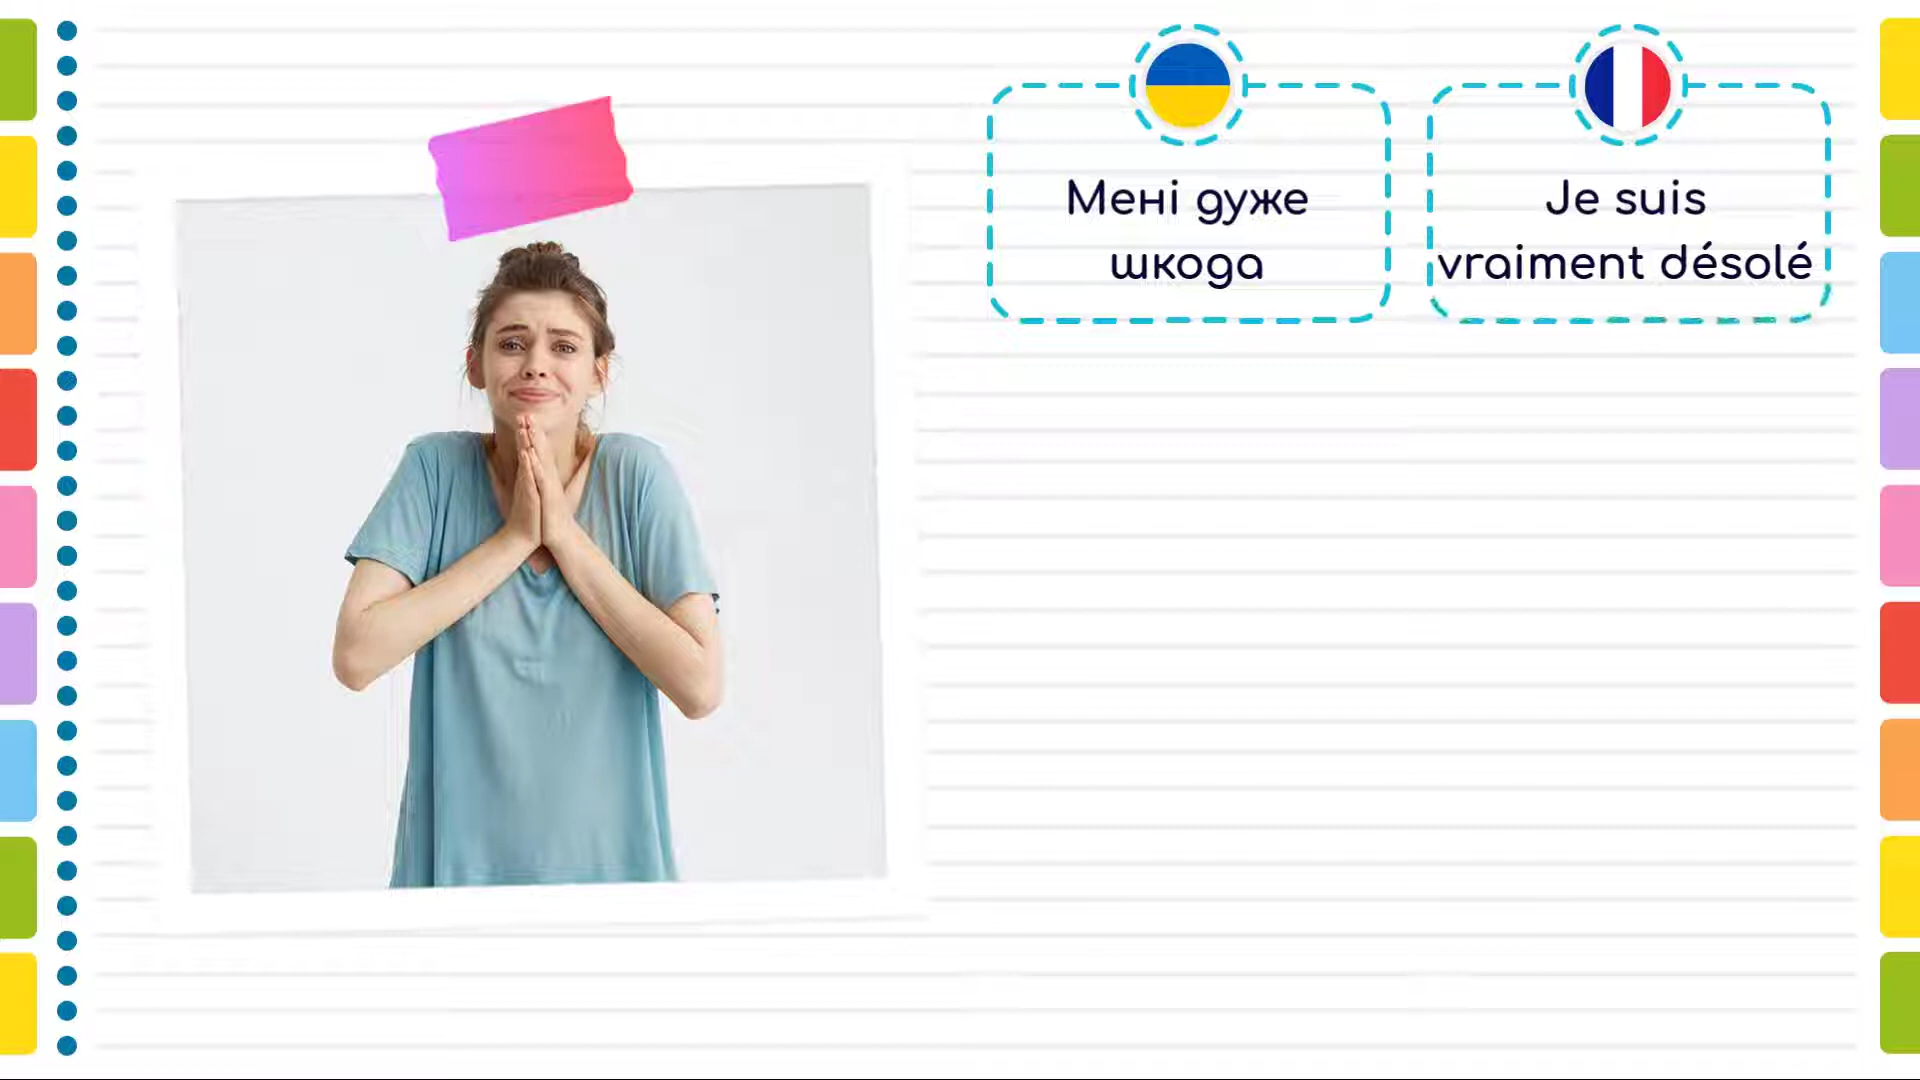 Мені дуже
шкода
Je suis
vraiment désolé